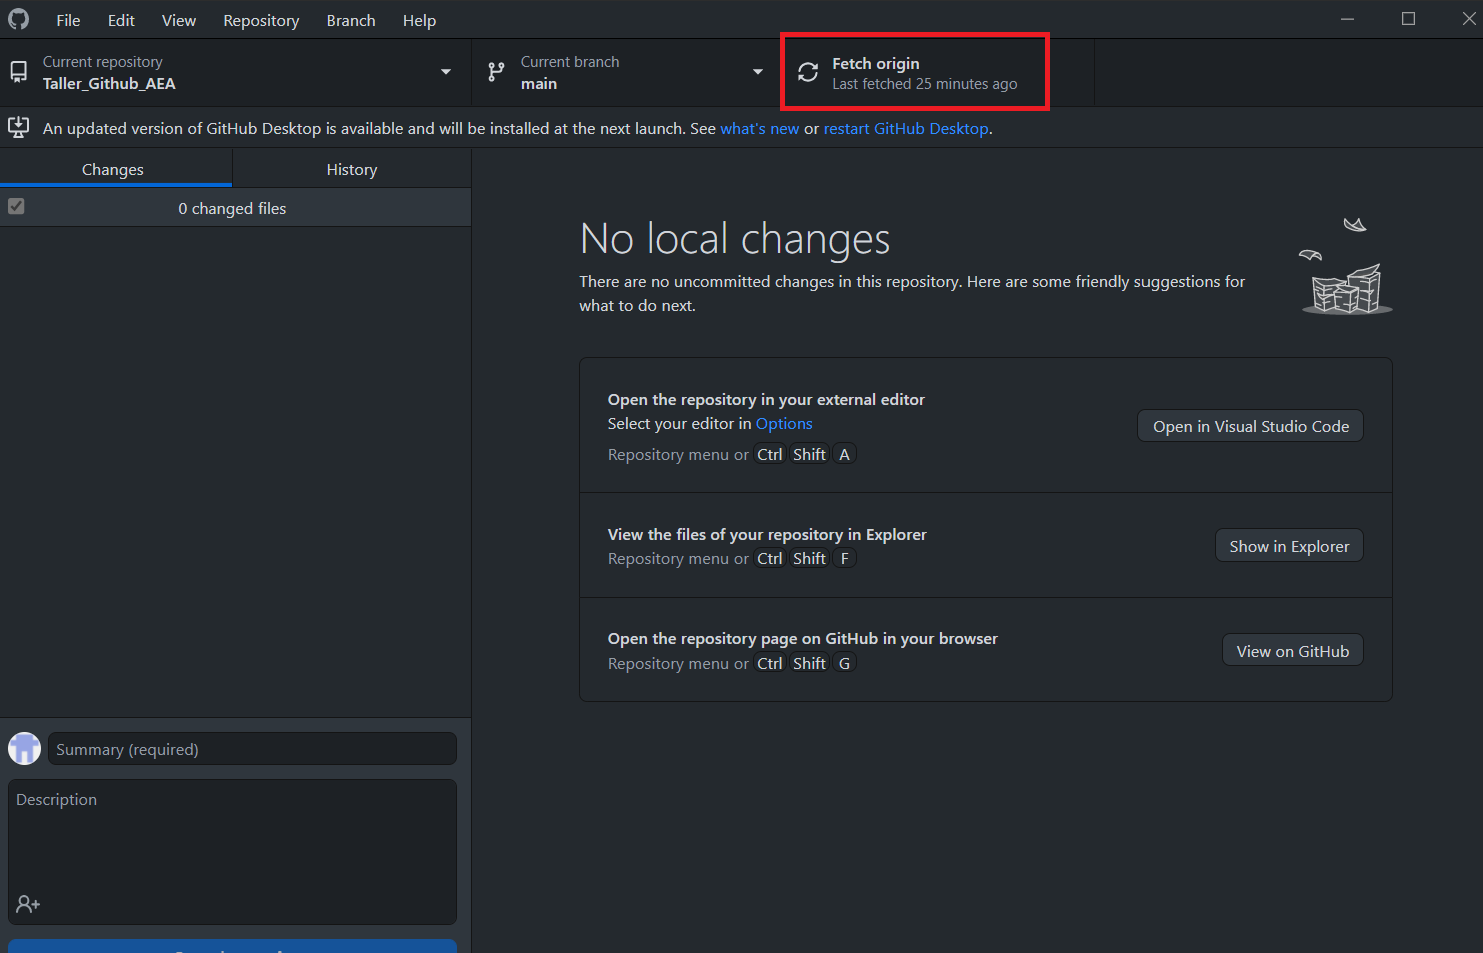 File Edit View Repository Branch Help
Current repository
Taller_Github_AEA
Current branch
main
Fetch origin
Last fetched 25 minutes ago
An updated version of GitHub Desktop is available and will be installed at the next launch. See what's new or restart GitHub Desktop.
Changes
History
0 changed files
No local changes
There are no uncommitted changes in this repository. Here are some friendly suggestions for
what to do next.
Open the repository in your external editor
Select your editor in Options
Repository menu or Ctrl Shift A
Open in Visual Studio Code
View the files of your repository in Explorer
Repository menu or Ctrl Shift F
Show in Explorer
Open the repository page on GitHub in your browser
Repository menu or Ctrl Shift G
View on GitHub
Summary (required)
Description